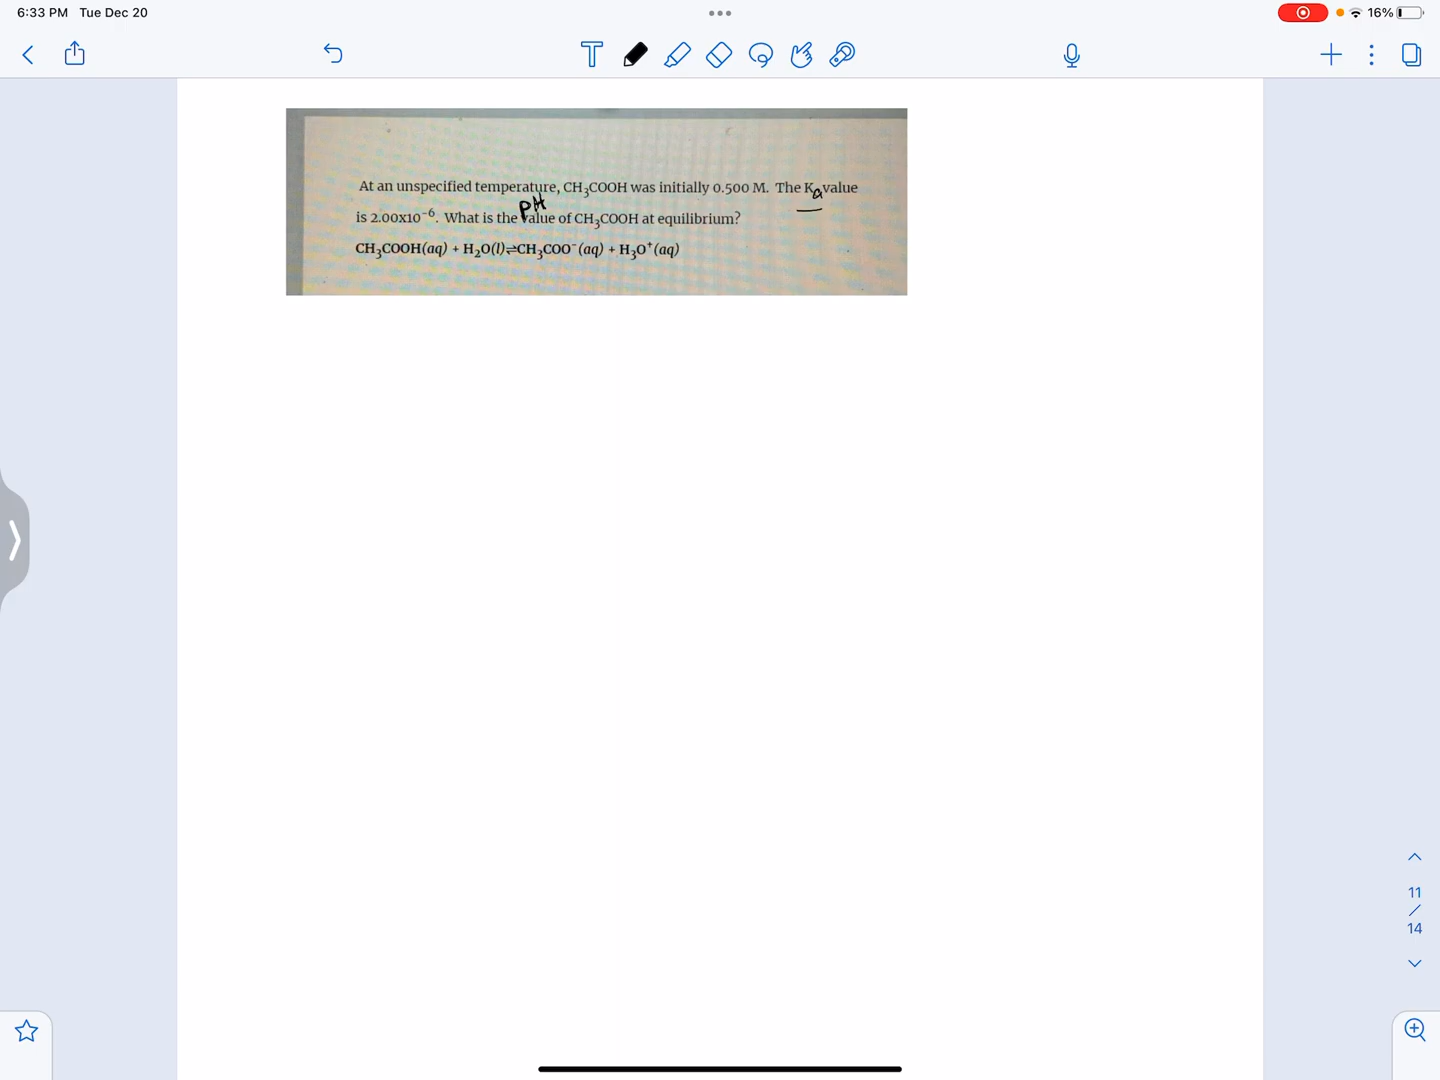 6:33 PM Tue Dec 20
16%
T
At an unspecified temperature, CH₃COOH was initially 0.500 M. The Kₐ value
pH
is 2.00x10⁻⁶. What is the value of CH₃COOH at equilibrium?
CH₃COOH(aq) + H₂O(l)⇌CH₃COO⁻(aq) + H₃O⁺(aq)
11
/
14